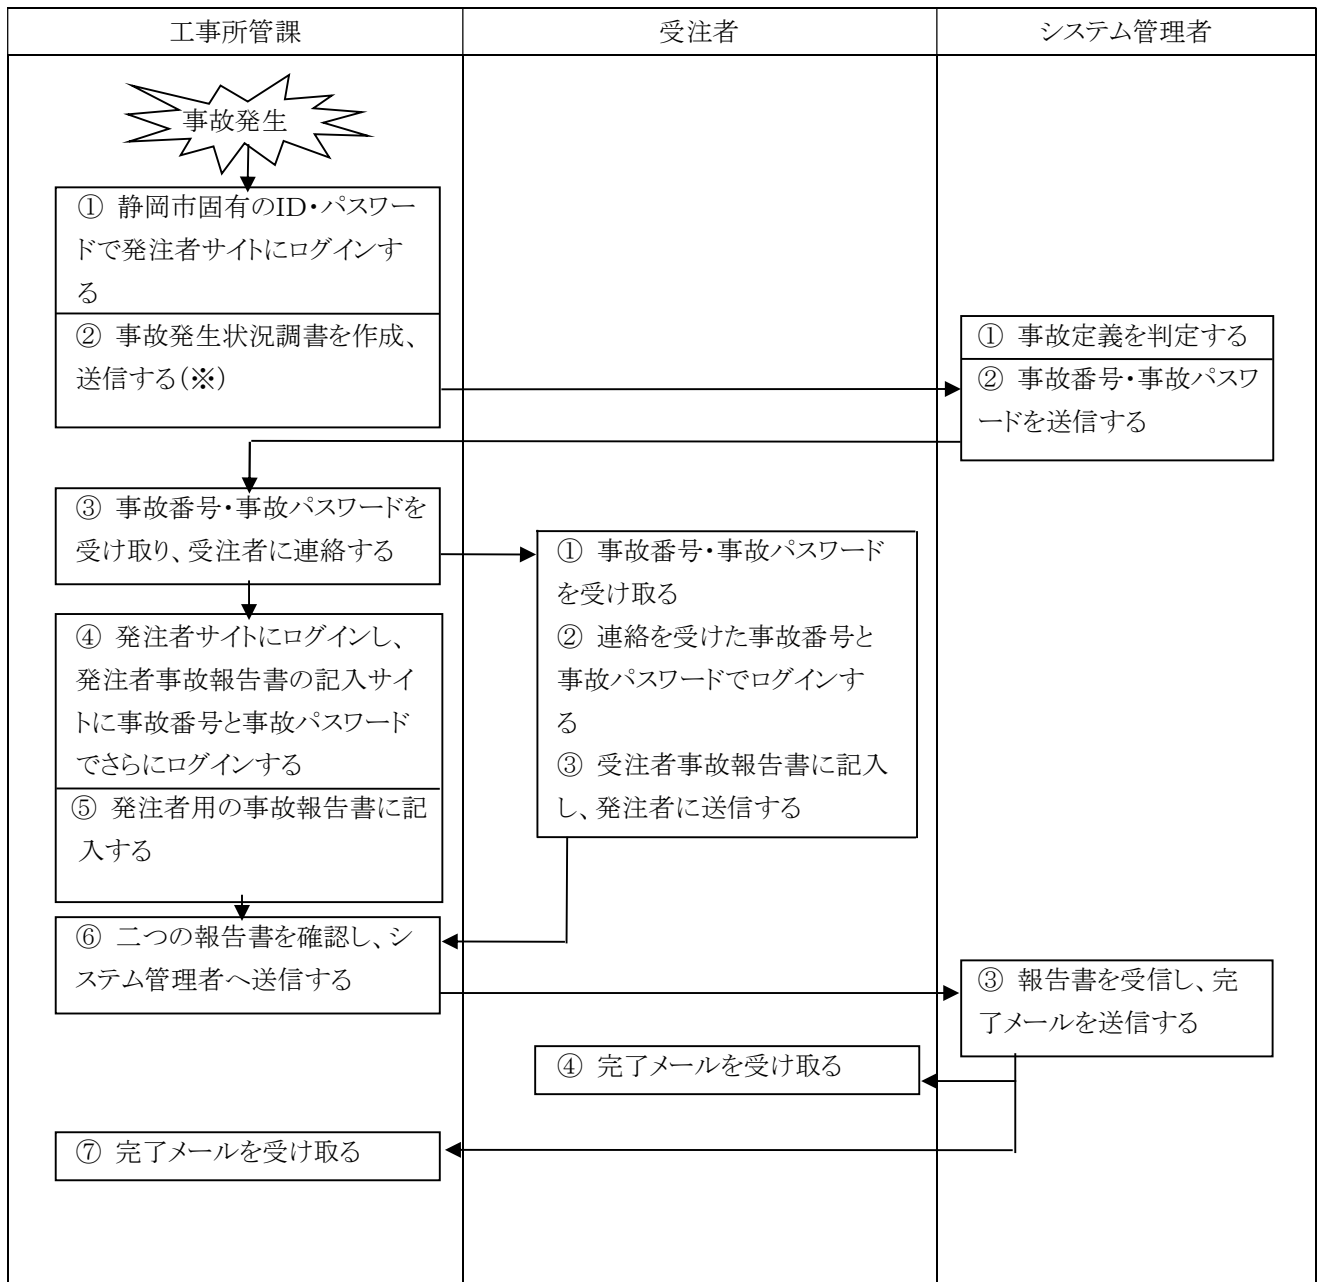 工事所管課
受注者
システム管理者
事故発生
① 静岡市固有のID・パスワー
ドで発注者サイトにログインす
る
② 事故発生状況調書を作成、
送信する(※)
① 事故定義を判定する
② 事故番号・事故パスワ
ードを送信する
③ 事故番号・事故パスワードを
受け取り、受注者に連絡する
① 事故番号・事故パスワード
を受け取る
② 連絡を受けた事故番号と
事故パスワードでログインす
る
③ 受注者事故報告書に記入
し、発注者に送信する
④ 発注者サイトにログインし、
発注者事故報告書の記入サイ
トに事故番号と事故パスワード
でさらにログインする
⑤ 発注者用の事故報告書に記
入する
⑥ 二つの報告書を確認し、シ
ステム管理者へ送信する
③ 報告書を受信し、完
了メールを送信する
④ 完了メールを受け取る
⑦ 完了メールを受け取る